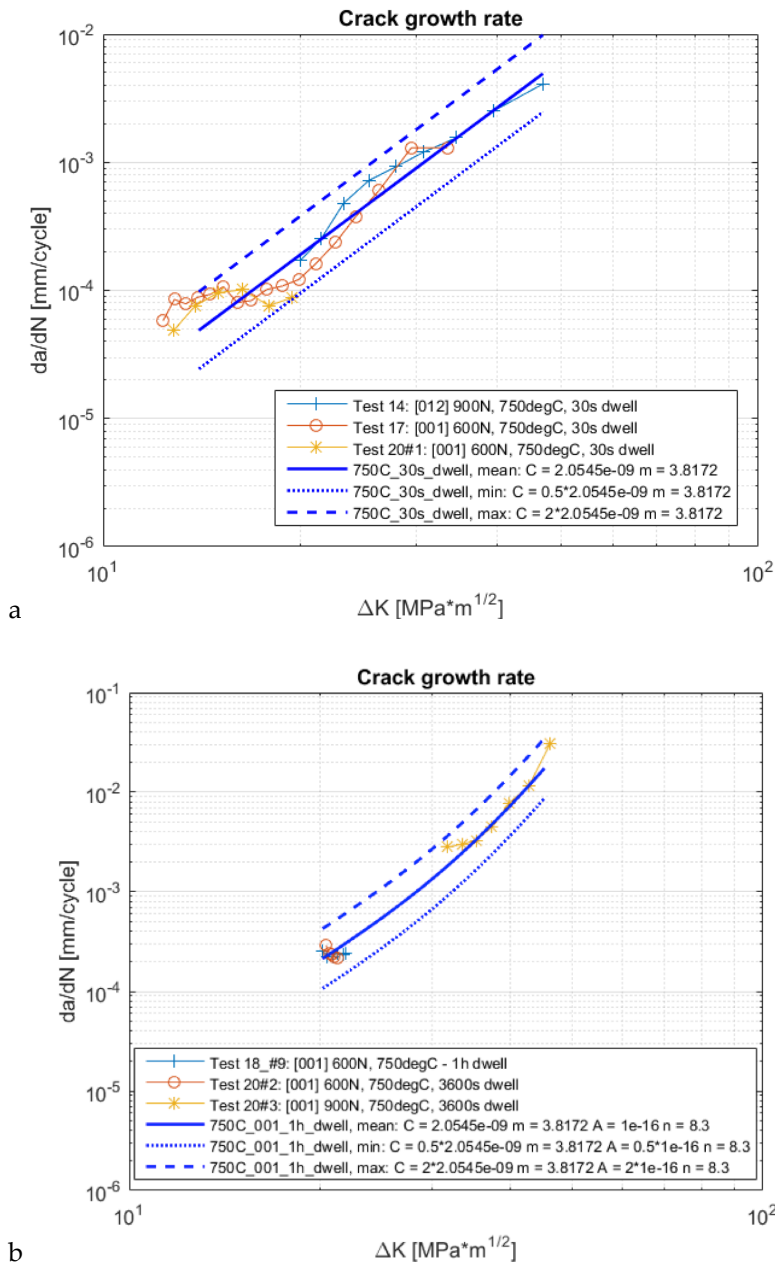 Crack growth rate
10^-2
10^-3
10^-4
10^-5
10^-6
da/dN [mm/cycle]
Test 14: [012] 900N, 750degC, 30s dwell
Test 17: [001] 600N, 750degC, 30s dwell
Test 20#1: [001] 600N, 750degC, 30s dwell
750C_30s_dwell, mean: C = 2.0545e-09 m = 3.8172
750C_30s_dwell, min: C = 0.5*2.0545e-09 m = 3.8172
750C_30s_dwell, max: C = 2*2.0545e-09 m = 3.8172
10^1 10^2
ΔK [MPa*m^1/2]
a
Crack growth rate
10^-1
10^-2
10^-3
10^-4
10^-5
10^-6
da/dN [mm/cycle]
Test 18_#9: [001] 600N, 750degC - 1h dwell
Test 20#2: [001] 600N, 750degC, 3600s dwell
Test 20#3: [001] 900N, 750degC, 3600s dwell
750C_001_1h_dwell, mean: C = 2.0545e-09 m = 3.8172 A = 1e-16 n = 8.3
750C_001_1h_dwell, min: C = 0.5*2.0545e-09 m = 3.8172 A = 0.5*1e-16 n = 8.3
750C_001_1h_dwell, max: C = 2*2.0545e-09 m = 3.8172 A = 2*1e-16 n = 8.3
10^1 10^2
ΔK [MPa*m^1/2]
b